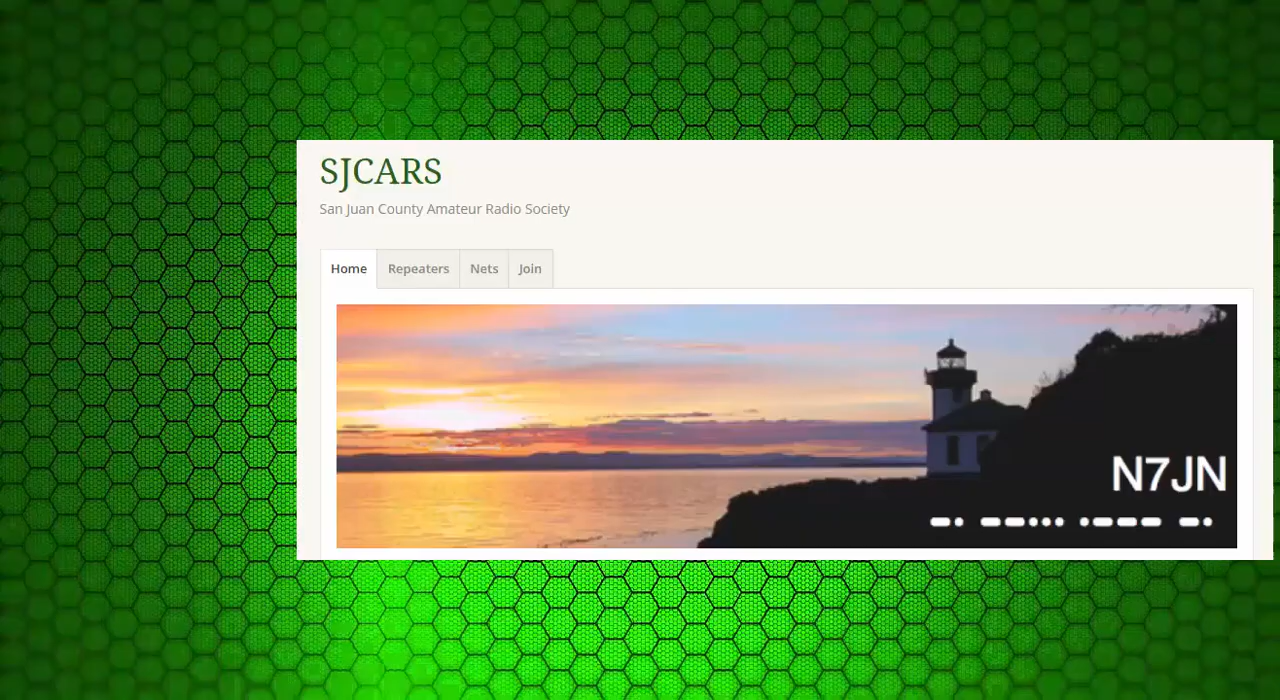 SJCARS
San Juan County Amateur Radio Society
Home Repeaters Nets Join
N7JN